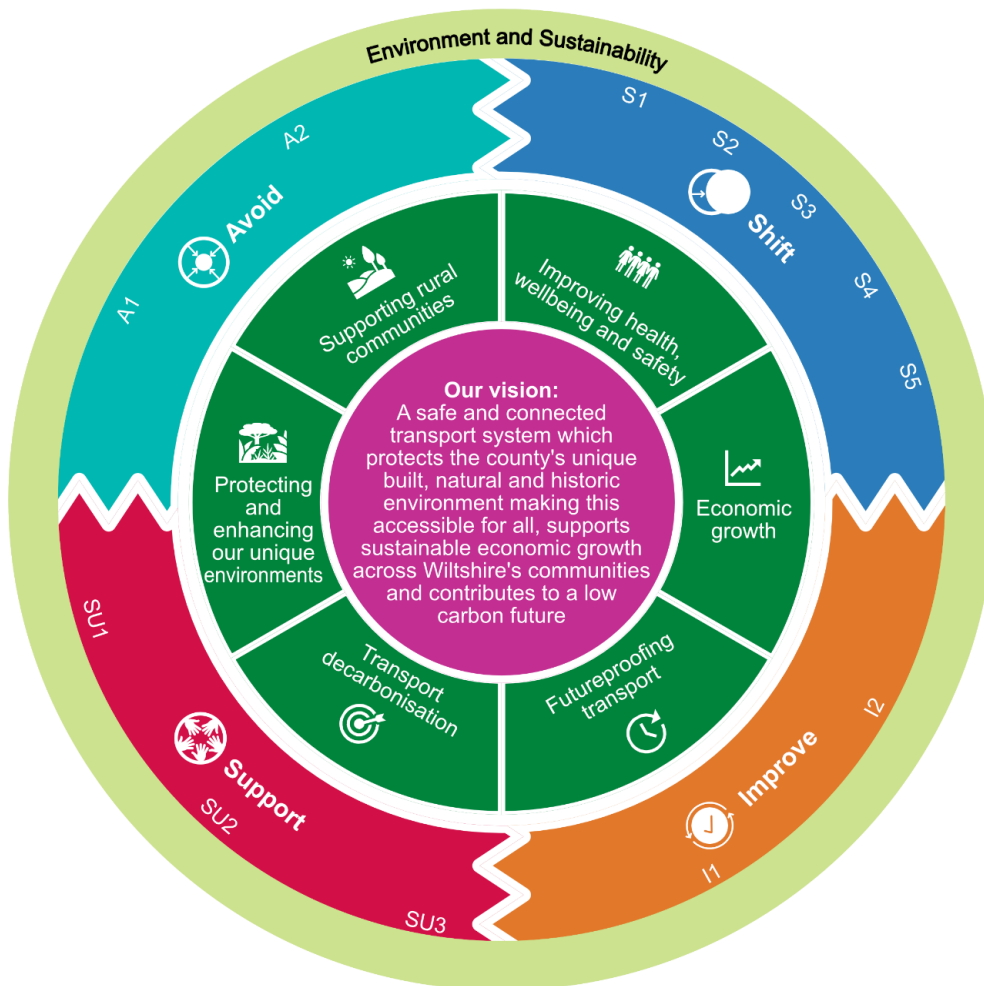 Environment and Sustainability
A1
A2
Avoid
S1
S2
S3
S4
S5
Shift
I2
I1
Improve
SU3
SU2
SU1
Support
Supporting rural
communities
Improving health,
wellbeing and safety
Economic
growth
Futureproofing
transport
Transport
decarbonisation
Protecting
and
enhancing
our unique
environments
Our vision:
A safe and connected
transport system which
protects the county's unique
built, natural and historic
environment making this
accessible for all, supports
sustainable economic growth
across Wiltshire's communities
and contributes to a low
carbon future